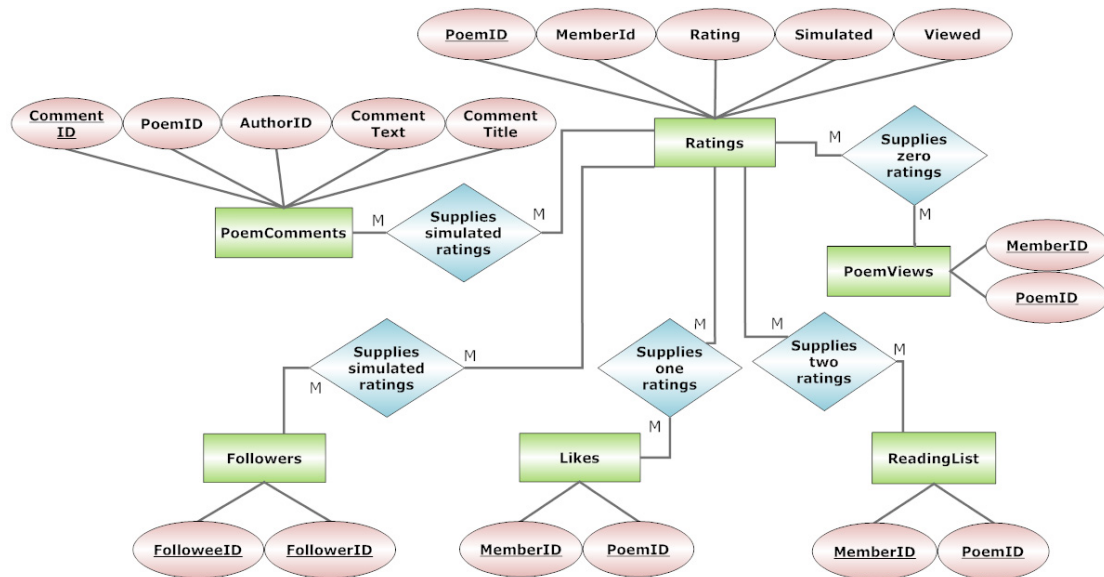 PoemID
MemberId
Rating
Simulated
Viewed
Comment
ID
PoemID
AuthorID
Comment
Text
Comment
Title
Ratings
M
Supplies
zero
ratings
M
PoemComments
M
Supplies
simulated
ratings
M
PoemViews
MemberID
PoemID
M
Supplies
simulated
ratings
M
M
Supplies
one
ratings
M
M
Supplies
two
ratings
M
Followers
Likes
ReadingList
FolloweeID
FollowerID
MemberID
PoemID
MemberID
PoemID